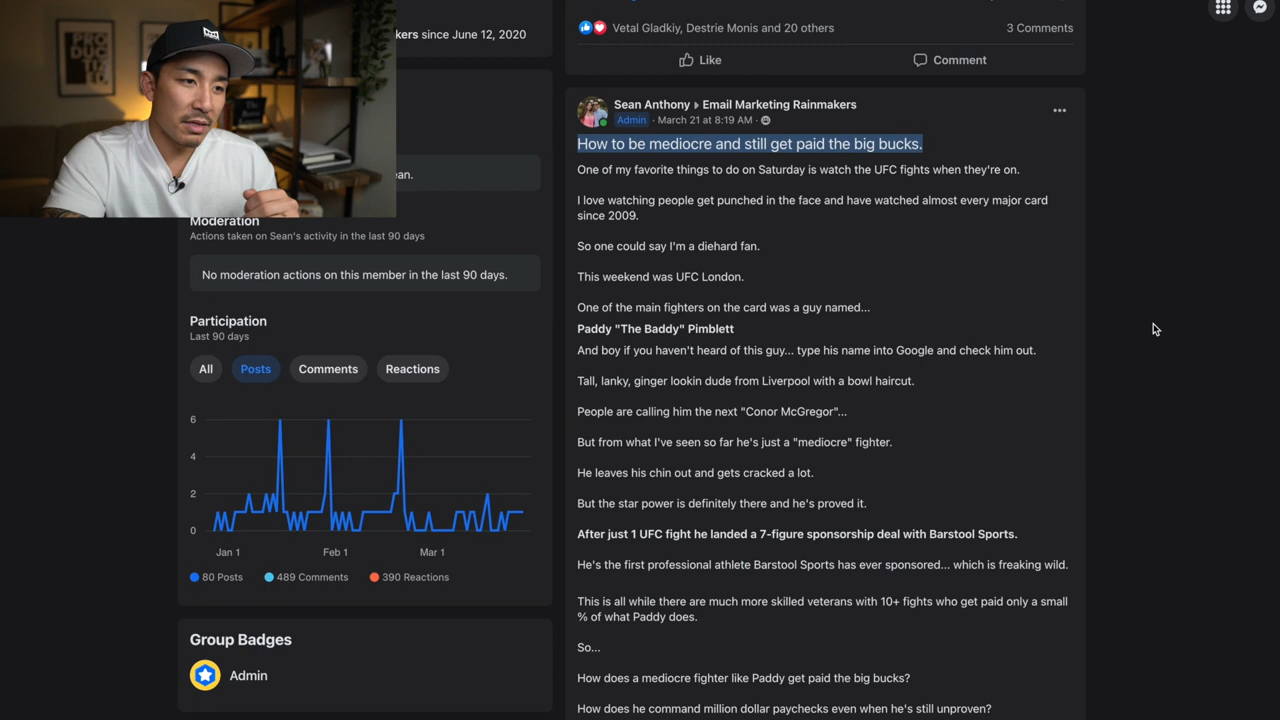 kers since June 12, 2020
ean.
Moderation
Actions taken on Sean's activity in the last 90 days
No moderation actions on this member in the last 90 days.
Participation
Last 90 days
All
Posts
Comments
Reactions
6
4
2
0
Jan 1
Feb 1
Mar 1
80 Posts
489 Comments
390 Reactions
Group Badges
Admin
Vetal Gladkiy, Destrie Monis and 20 others
3 Comments
Like
Comment
Sean Anthony ▸ Email Marketing Rainmakers
Admin · March 21 at 8:19 AM ·
How to be mediocre and still get paid the big bucks.
One of my favorite things to do on Saturday is watch the UFC fights when they're on.
I love watching people get punched in the face and have watched almost every major card
since 2009.
So one could say I'm a diehard fan.
This weekend was UFC London.
One of the main fighters on the card was a guy named...
Paddy "The Baddy" Pimblett
And boy if you haven't heard of this guy... type his name into Google and check him out.
Tall, lanky, ginger lookin dude from Liverpool with a bowl haircut.
People are calling him the next "Conor McGregor"...
But from what I've seen so far he's just a "mediocre" fighter.
He leaves his chin out and gets cracked a lot.
But the star power is definitely there and he's proved it.
After just 1 UFC fight he landed a 7-figure sponsorship deal with Barstool Sports.
He's the first professional athlete Barstool Sports has ever sponsored... which is freaking wild.
This is all while there are much more skilled veterans with 10+ fights who get paid only a small
% of what Paddy does.
So...
How does a mediocre fighter like Paddy get paid the big bucks?
How does he command million dollar paychecks even when he's still unproven?